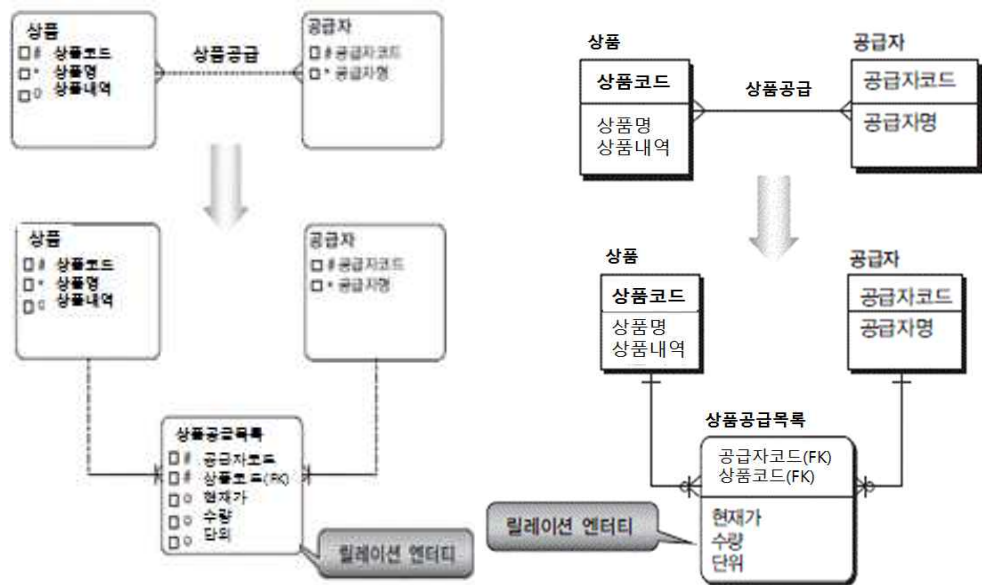 상품
□# 상품코드
□* 상품명
□o 상품내역
상품공급
공급자
□# 공급자코드
□* 공급자명
상품
상품코드
상품명
상품내역
상품공급
공급자
공급자코드
공급자명
상품
□# 상품코드
□* 상품명
□o 상품내역
공급자
□# 공급자코드
□* 공급자명
상품공급목록
□# 공급자코드
□# 상품코드(FK)
□o 현재가
□o 수량
□o 단위
릴레이션 엔터티
상품
상품코드
상품명
상품내역
공급자
공급자코드
공급자명
상품공급목록
공급자코드(FK)
상품코드(FK)
현재가
수량
단위
릴레이션 엔터티